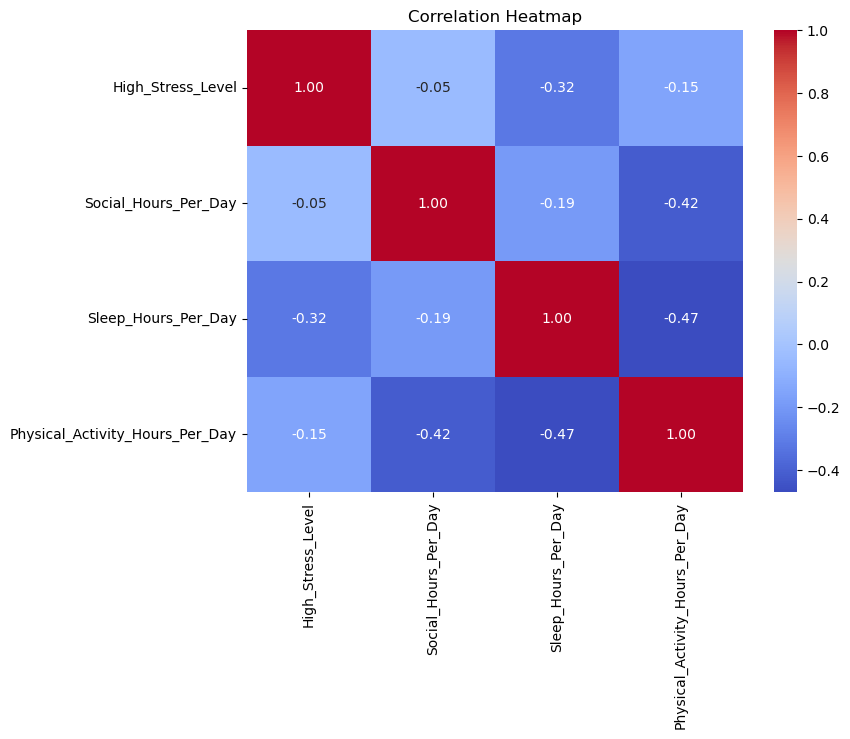 Correlation Heatmap
High_Stress_Level
1.00
-0.05
-0.32
-0.15
Social_Hours_Per_Day
-0.05
1.00
-0.19
-0.42
Sleep_Hours_Per_Day
-0.32
-0.19
1.00
-0.47
Physical_Activity_Hours_Per_Day
-0.15
-0.42
-0.47
1.00
High_Stress_Level
Social_Hours_Per_Day
Sleep_Hours_Per_Day
Physical_Activity_Hours_Per_Day
1.0
0.8
0.6
0.4
0.2
0.0
−0.2
−0.4